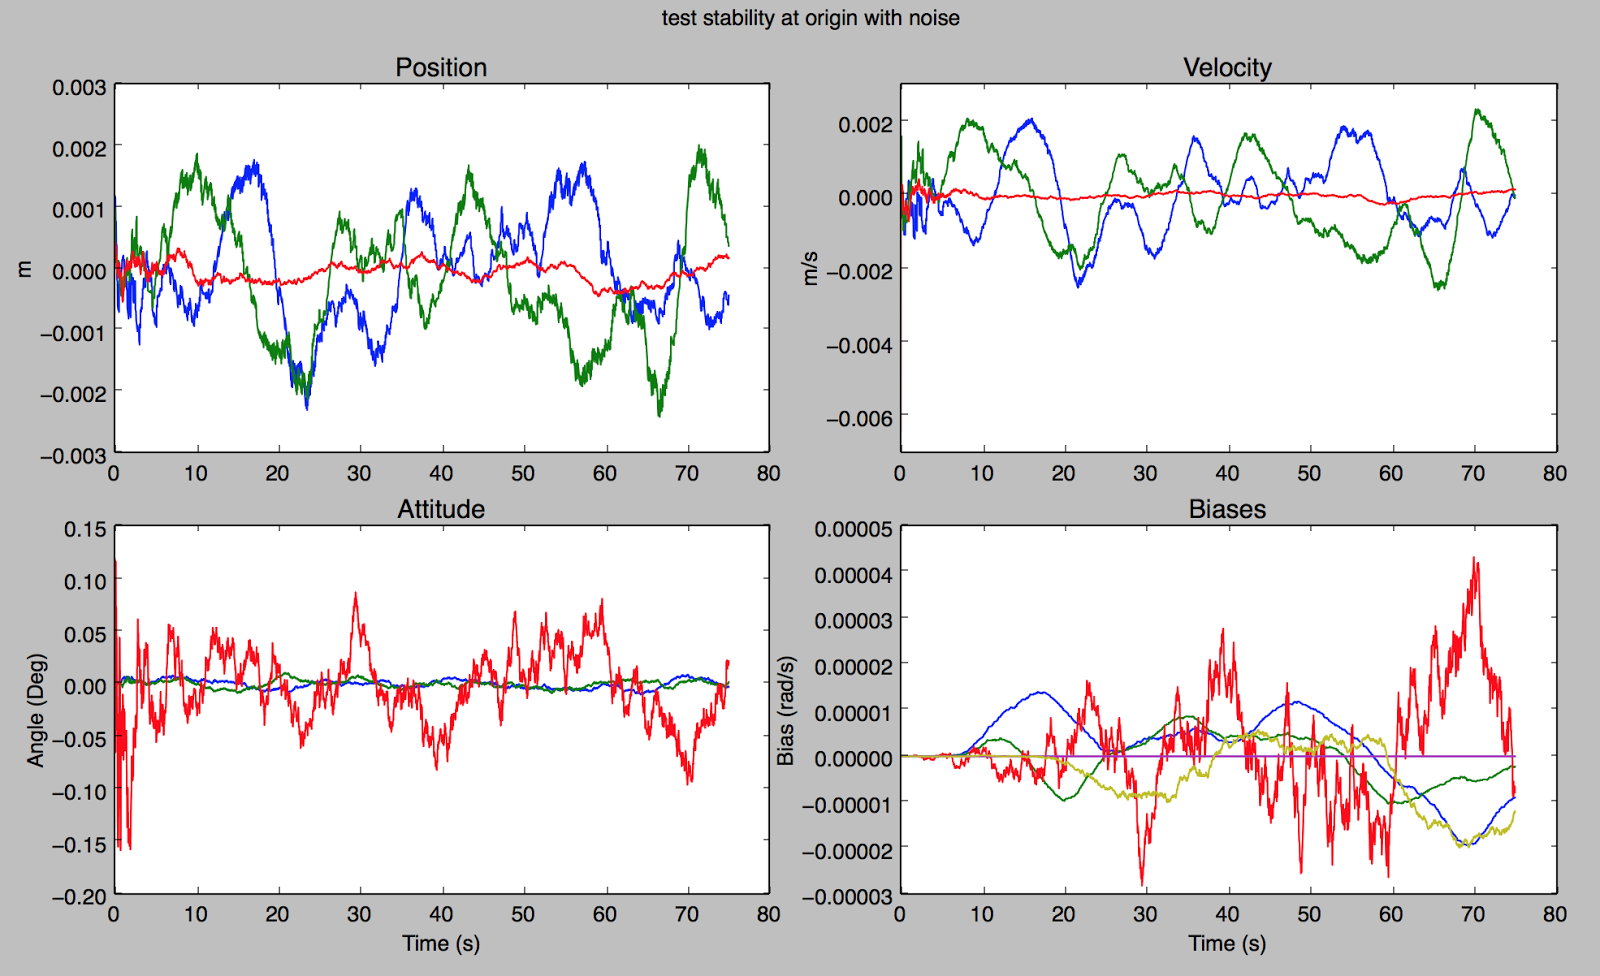 test stability at origin with noise
Position
0.003
0.002
0.001
0.000
−0.001
−0.002
−0.003
m
0 10 20 30 40 50 60 70 80
Velocity
0.002
0.000
−0.002
−0.004
−0.006
m/s
0 10 20 30 40 50 60 70 80
Attitude
0.15
0.10
0.05
0.00
−0.05
−0.10
−0.15
−0.20
Angle (Deg)
0 10 20 30 40 50 60 70 80
Time (s)
Biases
0.00005
0.00004
0.00003
0.00002
0.00001
0.00000
−0.00001
−0.00002
−0.00003
Bias (rad/s)
0 10 20 30 40 50 60 70 80
Time (s)